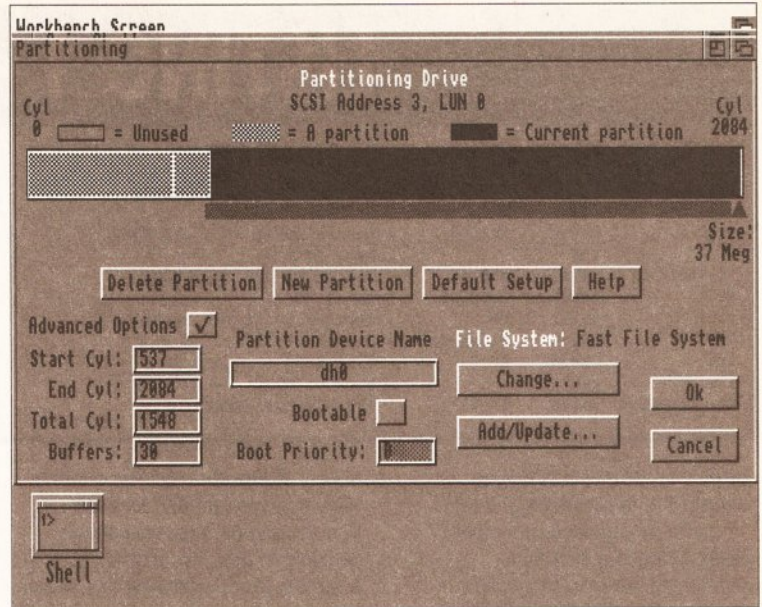 Workbench Screen
Partitioning
Partitioning Drive
SCSI Address 3, LUN 0
Cyl
0
= Unused
= A partition
= Current partition
Cyl
2084
Size:
37 Meg
Delete Partition
New Partition
Default Setup
Help
Advanced Options
Start Cyl: 537
End Cyl: 2084
Total Cyl: 1548
Buffers: 30
Partition Device Name
dh0
Bootable
Boot Priority: 0
File System: Fast File System
Change...
Add/Update...
Ok
Cancel
1>
Shell